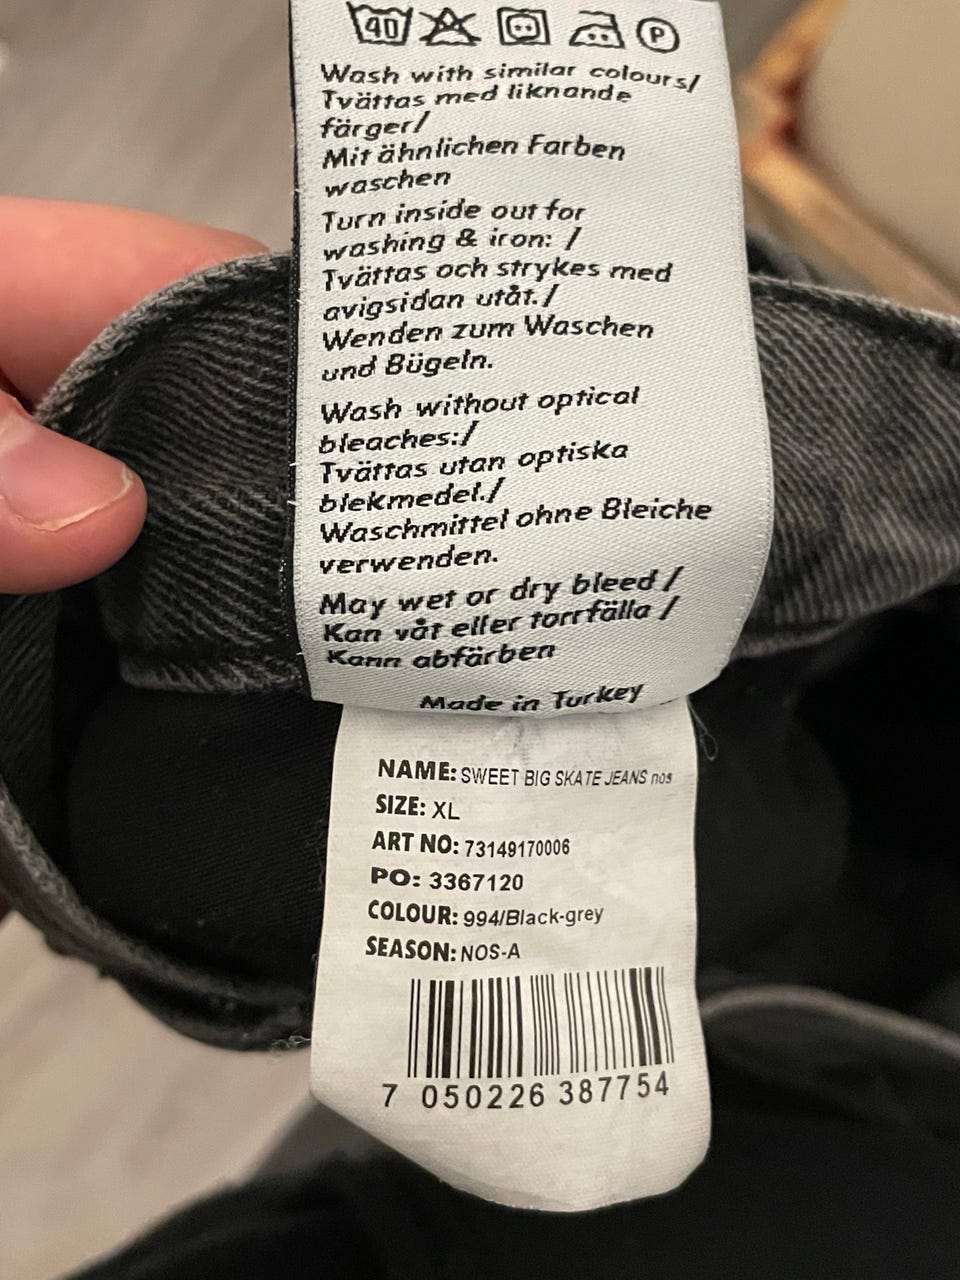 40 P
Wash with similar colours/
Tvättas med liknande
färger/
Mit ähnlichen Farben
waschen
Turn inside out for
washing & iron: /
Tvättas och strykes med
avigsidan utåt./
Wenden zum Waschen
und Bügeln.
Wash without optical
bleaches:/
Tvättas utan optiska
blekmedel./
Waschmittel ohne Bleiche
verwenden.
May wet or dry bleed /
Kan våt eller torrfälla /
Kann abfärben
Made in Turkey
NAME: SWEET BIG SKATE JEANS nos
SIZE: XL
ART NO: 73149170006
PO: 3367120
COLOUR: 994/Black-grey
SEASON: NOS-A
7 050226 387754